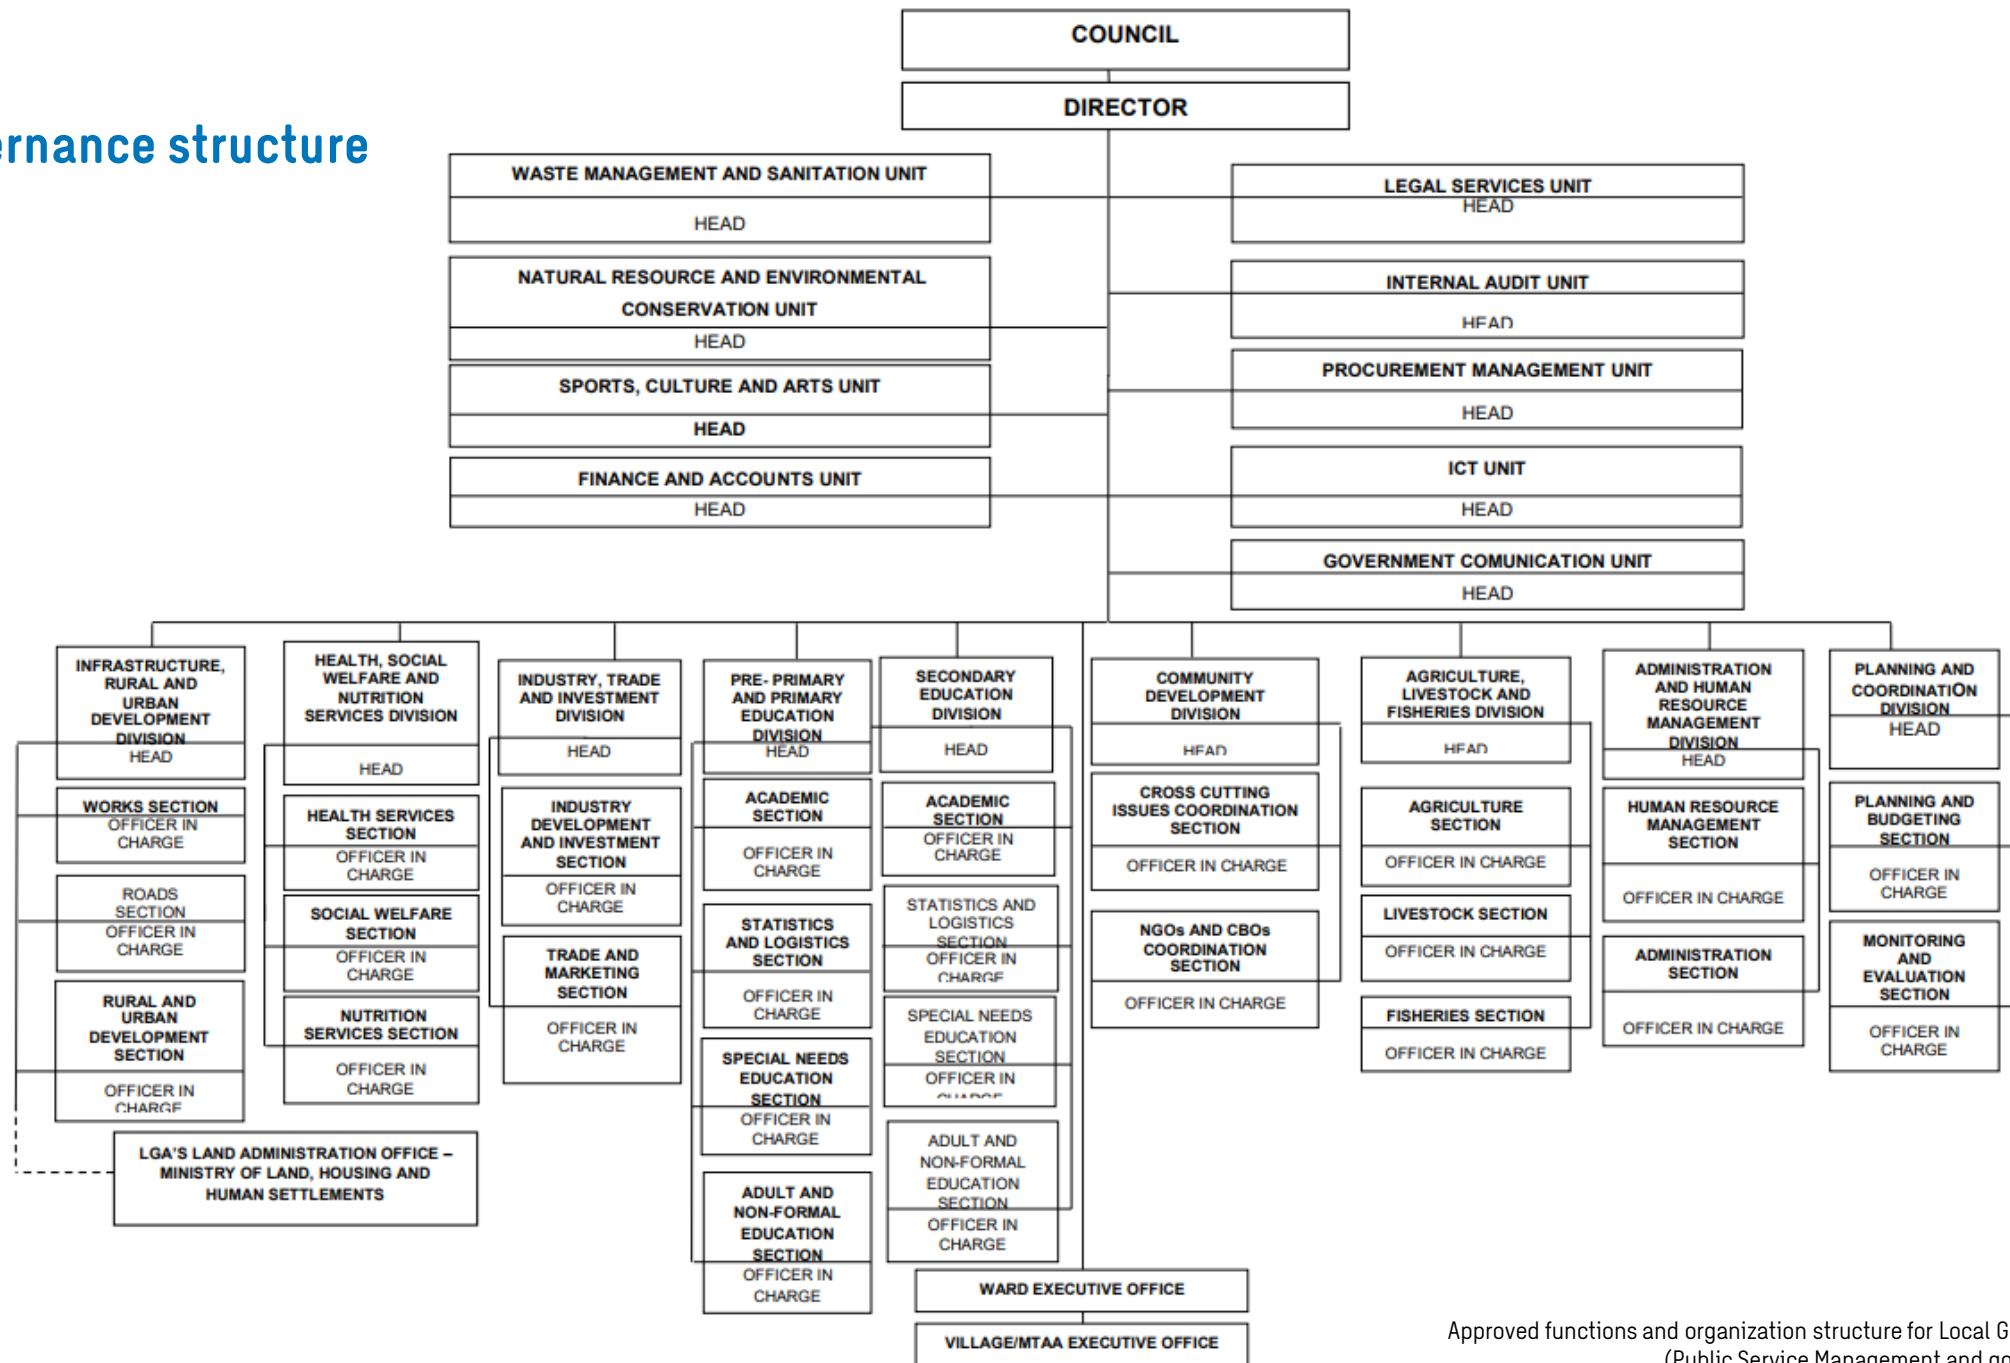 COUNCIL
DIRECTOR
ernance structure
WASTE MANAGEMENT AND SANITATION UNIT
HEAD
LEGAL SERVICES UNIT
HEAD
NATURAL RESOURCE AND ENVIRONMENTAL
CONSERVATION UNIT
HEAD
INTERNAL AUDIT UNIT
HEAD
SPORTS, CULTURE AND ARTS UNIT
HEAD
PROCUREMENT MANAGEMENT UNIT
HEAD
FINANCE AND ACCOUNTS UNIT
HEAD
ICT UNIT
HEAD
GOVERNMENT COMUNICATION UNIT
HEAD
INFRASTRUCTURE,
RURAL AND
URBAN
DEVELOPMENT
DIVISION
HEAD
WORKS SECTION
OFFICER IN
CHARGE
ROADS
SECTION
OFFICER IN
CHARGE
RURAL AND
URBAN
DEVELOPMENT
SECTION
OFFICER IN
CHARGE
LGA'S LAND ADMINISTRATION OFFICE –
MINISTRY OF LAND, HOUSING AND
HUMAN SETTLEMENTS
HEALTH, SOCIAL
WELFARE AND
NUTRITION
SERVICES DIVISION
HEAD
HEALTH SERVICES
SECTION
OFFICER IN
CHARGE
SOCIAL WELFARE
SECTION
OFFICER IN
CHARGE
NUTRITION
SERVICES SECTION
OFFICER IN
CHARGE
INDUSTRY, TRADE
AND INVESTMENT
DIVISION
HEAD
INDUSTRY
DEVELOPMENT
AND INVESTMENT
SECTION
OFFICER IN
CHARGE
TRADE AND
MARKETING
SECTION
OFFICER IN
CHARGE
PRE- PRIMARY
AND PRIMARY
EDUCATION
DIVISION
HEAD
ACADEMIC
SECTION
OFFICER IN
CHARGE
STATISTICS
AND LOGISTICS
SECTION
OFFICER IN
CHARGE
SPECIAL NEEDS
EDUCATION
SECTION
OFFICER IN
CHARGE
ADULT AND
NON-FORMAL
EDUCATION
SECTION
OFFICER IN
CHARGE
SECONDARY
EDUCATION
DIVISION
HEAD
ACADEMIC
SECTION
OFFICER IN
CHARGE
STATISTICS AND
LOGISTICS
SECTION
OFFICER IN
CHARGE
SPECIAL NEEDS
EDUCATION
SECTION
OFFICER IN
CHARGE
ADULT AND
NON-FORMAL
EDUCATION
SECTION
OFFICER IN
CHARGE
COMMUNITY
DEVELOPMENT
DIVISION
HEAD
CROSS CUTTING
ISSUES COORDINATION
SECTION
OFFICER IN CHARGE
NGOs AND CBOs
COORDINATION
SECTION
OFFICER IN CHARGE
AGRICULTURE,
LIVESTOCK AND
FISHERIES DIVISION
HEAD
AGRICULTURE
SECTION
OFFICER IN CHARGE
LIVESTOCK SECTION
OFFICER IN CHARGE
FISHERIES SECTION
OFFICER IN CHARGE
ADMINISTRATION
AND HUMAN
RESOURCE
MANAGEMENT
DIVISION
HEAD
HUMAN RESOURCE
MANAGEMENT
SECTION
OFFICER IN CHARGE
ADMINISTRATION
SECTION
OFFICER IN CHARGE
PLANNING AND
COORDINATION
DIVISION
HEAD
PLANNING AND
BUDGETING
SECTION
OFFICER IN
CHARGE
MONITORING
AND
EVALUATION
SECTION
OFFICER IN
CHARGE
WARD EXECUTIVE OFFICE
VILLAGE/MTAA EXECUTIVE OFFICE
Approved functions and organization structure for Local G
(Public Service Management and go